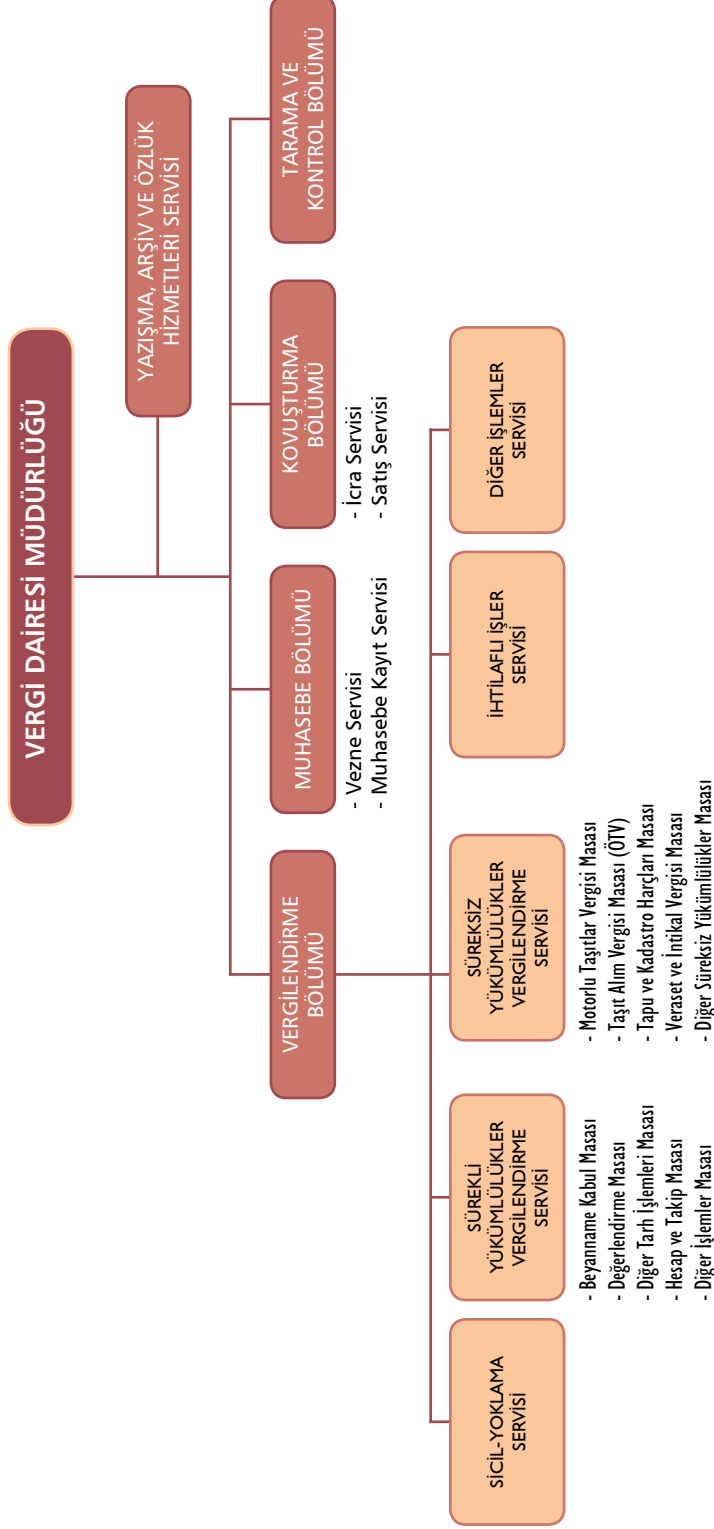 VERGİ DAİRESİ MÜDÜRLÜĞÜ
YAZIŞMA, ARŞİV VE ÖZLÜK
HİZMETLERİ SERVİSİ
VERGİLENDİRME
BÖLÜMÜ
MUHASEBE BÖLÜMÜ
- Vezne Servisi
- Muhasebe Kayıt Servisi
KOVUŞTURMA
BÖLÜMÜ
- İcra Servisi
- Satış Servisi
TARAMA VE
KONTROL BÖLÜMÜ
SİCİL-YOKLAMA
SERVİSİ
SÜREKLİ
YÜKÜMLÜLÜKLER
VERGİLENDİRME
SERVİSİ
- Beyanname Kabul Masası
- Değerlendirme Masası
- Diğer Tarh İşlemleri Masası
- Hesap ve Takip Masası
- Diğer İşlemler Masası
SÜREKSİZ
YÜKÜMLÜLÜKLER
VERGİLENDİRME
SERVİSİ
- Motorlu Taşıtlar Vergisi Masası
- Taşıt Alım Vergisi Masası (ÖTV)
- Tapu ve Kadastro Harçları Masası
- Veraset ve İntikal Vergisi Masası
- Diğer Süreksiz Yükümlülükler Masası
İHTİLAFLI İŞLER
SERVİSİ
DİĞER İŞLEMLER
SERVİSİ